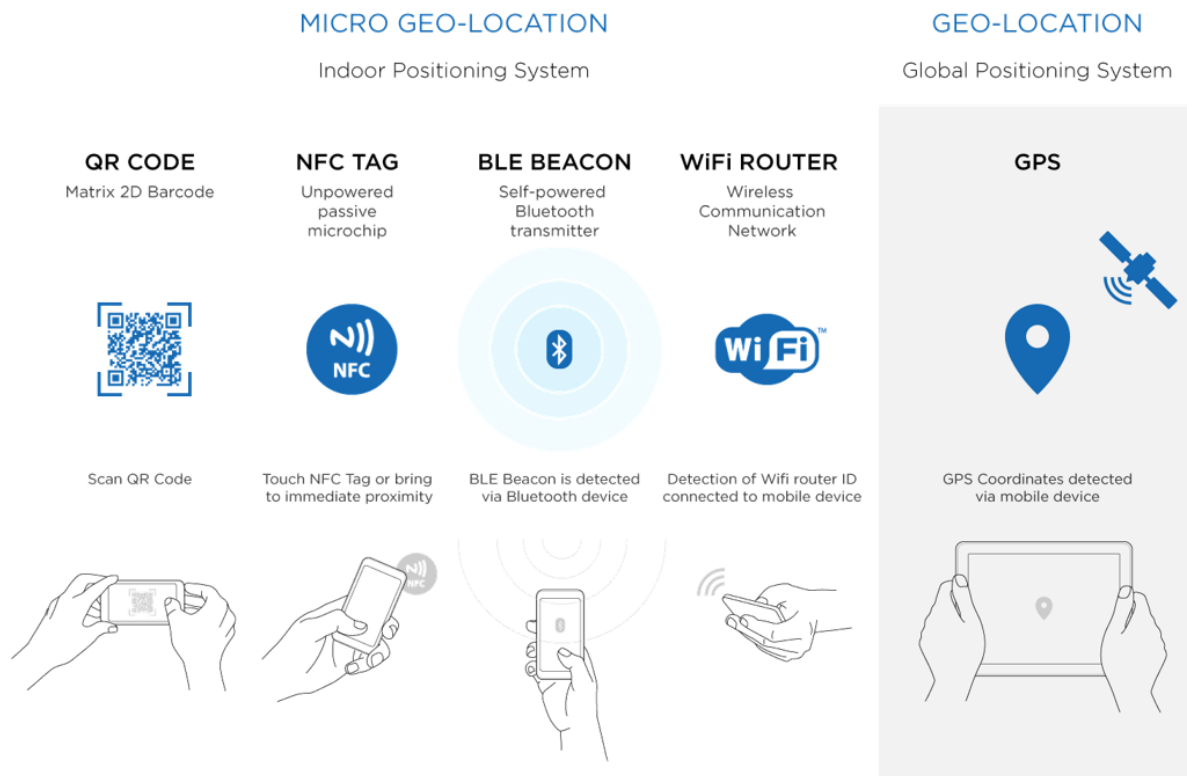 MICRO GEO-LOCATION
Indoor Positioning System
GEO-LOCATION
Global Positioning System
QR CODE
Matrix 2D Barcode
NFC TAG
Unpowered
passive
microchip
BLE BEACON
Self-powered
Bluetooth
transmitter
WiFi ROUTER
Wireless
Communication
Network
GPS
NFC
Wi Fi™
Scan QR Code
Touch NFC Tag or bring
to immediate proximity
BLE Beacon is detected
via Bluetooth device
Detection of Wifi router ID
connected to mobile device
GPS Coordinates detected
via mobile device
NFC